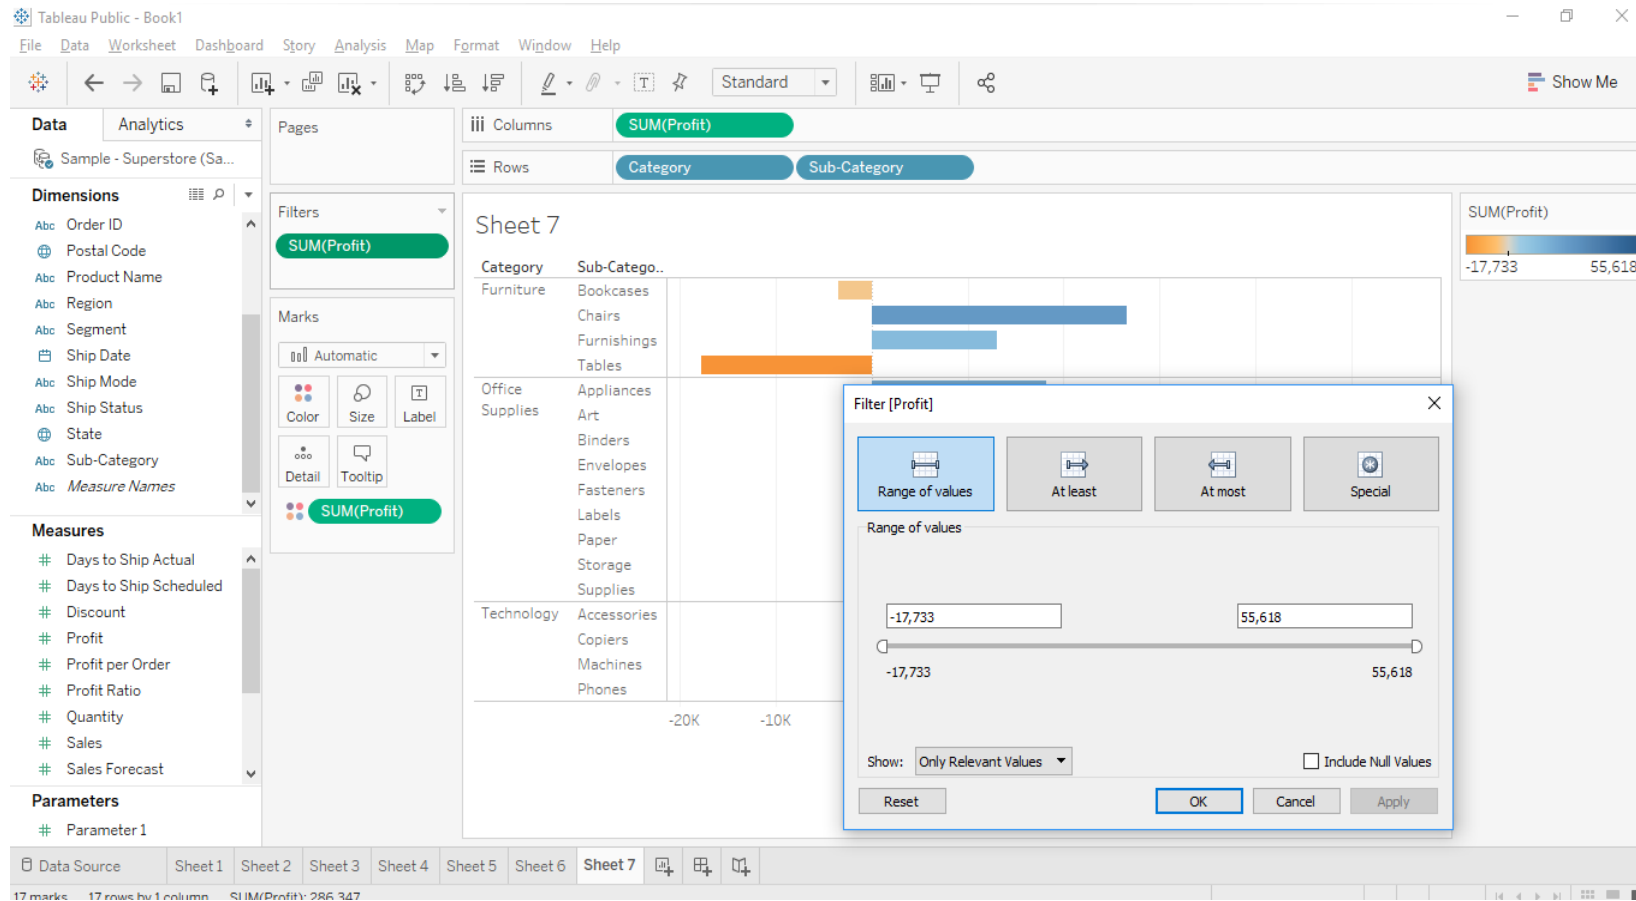 Tableau Public - Book1
File Data Worksheet Dashboard Story Analysis Map Format Window Help
Standard
Show Me
Data Analytics
Sample - Superstore (Sa...
Dimensions
Abc Order ID
Postal Code
Abc Product Name
Abc Region
Abc Segment
Ship Date
Abc Ship Mode
Abc Ship Status
State
Abc Sub-Category
Abc Measure Names
Measures
# Days to Ship Actual
# Days to Ship Scheduled
# Discount
# Profit
# Profit per Order
# Profit Ratio
# Quantity
# Sales
# Sales Forecast
Parameters
# Parameter 1
Pages
Filters
SUM(Profit)
Marks
Automatic
Color Size Label
Detail Tooltip
SUM(Profit)
Columns SUM(Profit)
Rows Category Sub-Category
Sheet 7
Category Sub-Catego..
Furniture Bookcases
Chairs
Furnishings
Tables
Office Supplies Appliances
Art
Binders
Envelopes
Fasteners
Labels
Paper
Storage
Supplies
Technology Accessories
Copiers
Machines
Phones
-20K -10K
SUM(Profit)
-17,733 55,618
Filter [Profit]
Range of values At least At most Special
Range of values
-17,733 55,618
-17,733 55,618
Show: Only Relevant Values Include Null Values
Reset OK Cancel Apply
Data Source Sheet 1 Sheet 2 Sheet 3 Sheet 4 Sheet 5 Sheet 6 Sheet 7
17 marks 17 rows by 1 column SUM(Profit): 286,347